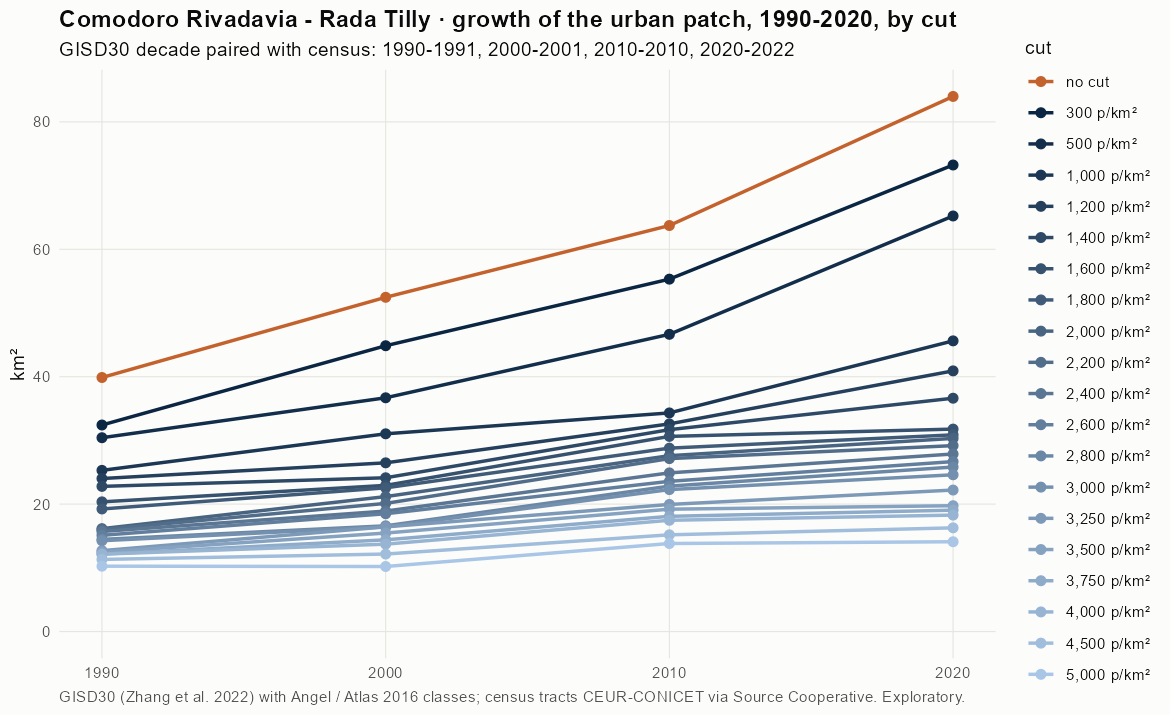 Comodoro Rivadavia - Rada Tilly · growth of the urban patch, 1990-2020, by cut
GISD30 decade paired with census: 1990-1991, 2000-2001, 2010-2010, 2020-2022
km²
80
60
40
20
0
1990
2000
2010
2020
cut
no cut
300 p/km²
500 p/km²
1,000 p/km²
1,200 p/km²
1,400 p/km²
1,600 p/km²
1,800 p/km²
2,000 p/km²
2,200 p/km²
2,400 p/km²
2,600 p/km²
2,800 p/km²
3,000 p/km²
3,250 p/km²
3,500 p/km²
3,750 p/km²
4,000 p/km²
4,500 p/km²
5,000 p/km²
GISD30 (Zhang et al. 2022) with Angel / Atlas 2016 classes; census tracts CEUR-CONICET via Source Cooperative. Exploratory.